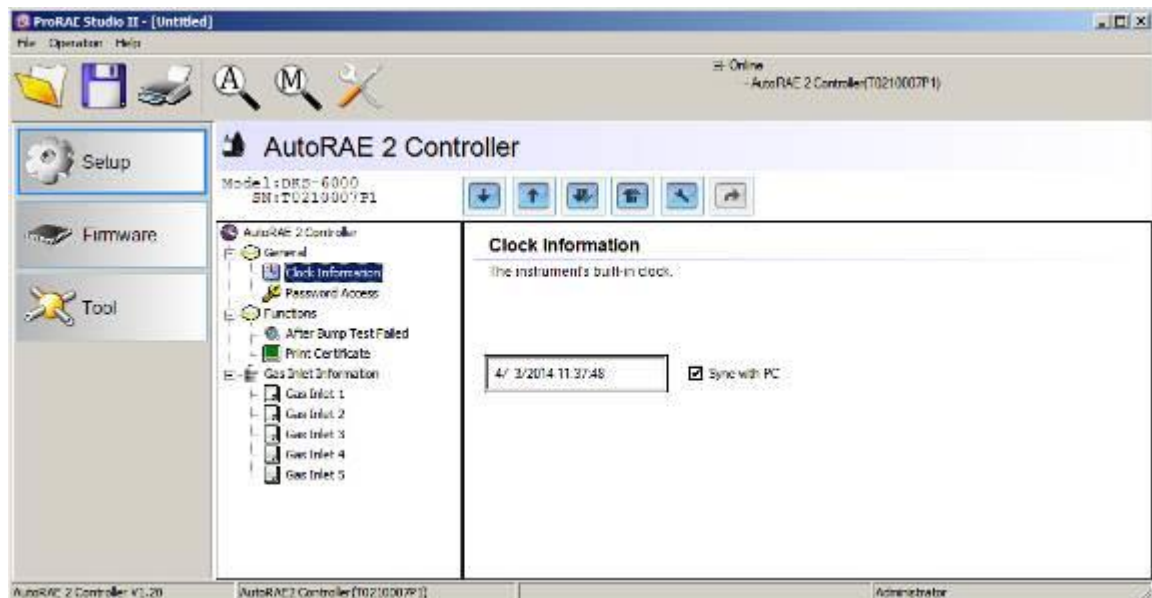 ProRAE Studio II - [Untitled]
File Operation Help
A M
Online
AutoRAE 2 Controller(T0210007P1)
Setup
Firmware
Tool
AutoRAE 2 Controller
Model:DKS-6000
SN:T0210007P1
AutoRAE 2 Controller
General
Clock Information
Password Access
Functions
After Bump Test Failed
Print Certificate
Gas Inlet Information
Gas Inlet 1
Gas Inlet 2
Gas Inlet 3
Gas Inlet 4
Gas Inlet 5
Clock Information
The instrument's built-in clock.
4/ 3/2014 11:37:48
Sync with PC
AutoRAE 2 Controller V1.20
AutoRAE2 Controller(T0210007P1)
Administrator